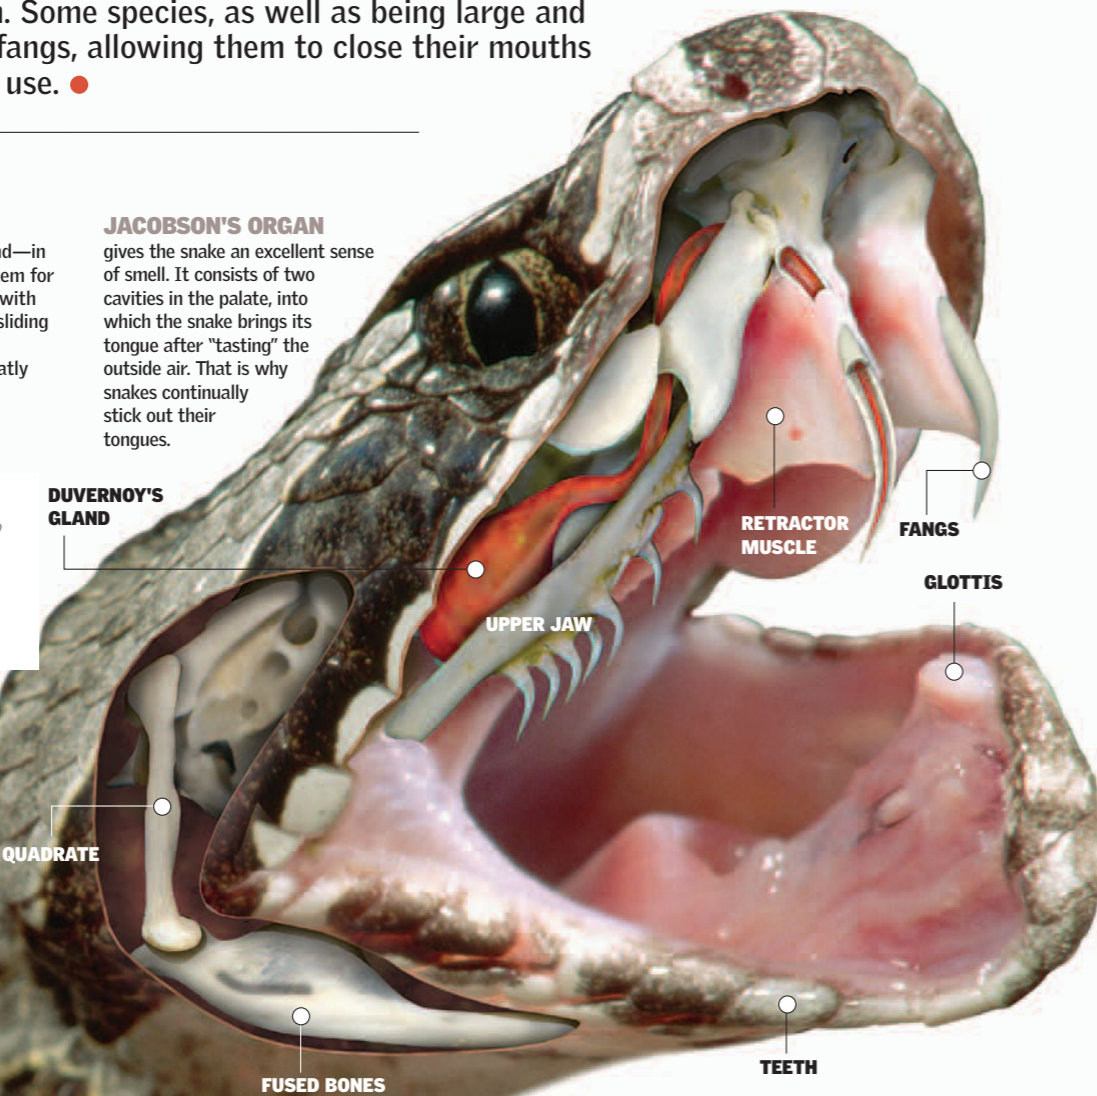 . Some species, as well as being large and
fangs, allowing them to close their mouths
use.
JACOBSON'S ORGAN
gives the snake an excellent sense
of smell. It consists of two
cavities in the palate, into
which the snake brings its
tongue after "tasting" the
outside air. That is why
snakes continually
stick out their
tongues.
d—in
em for
with
sliding
atly
DUVERNOY'S
GLAND
RETRACTOR
MUSCLE
FANGS
GLOTTIS
UPPER JAW
QUADRATE
FUSED BONES
TEETH